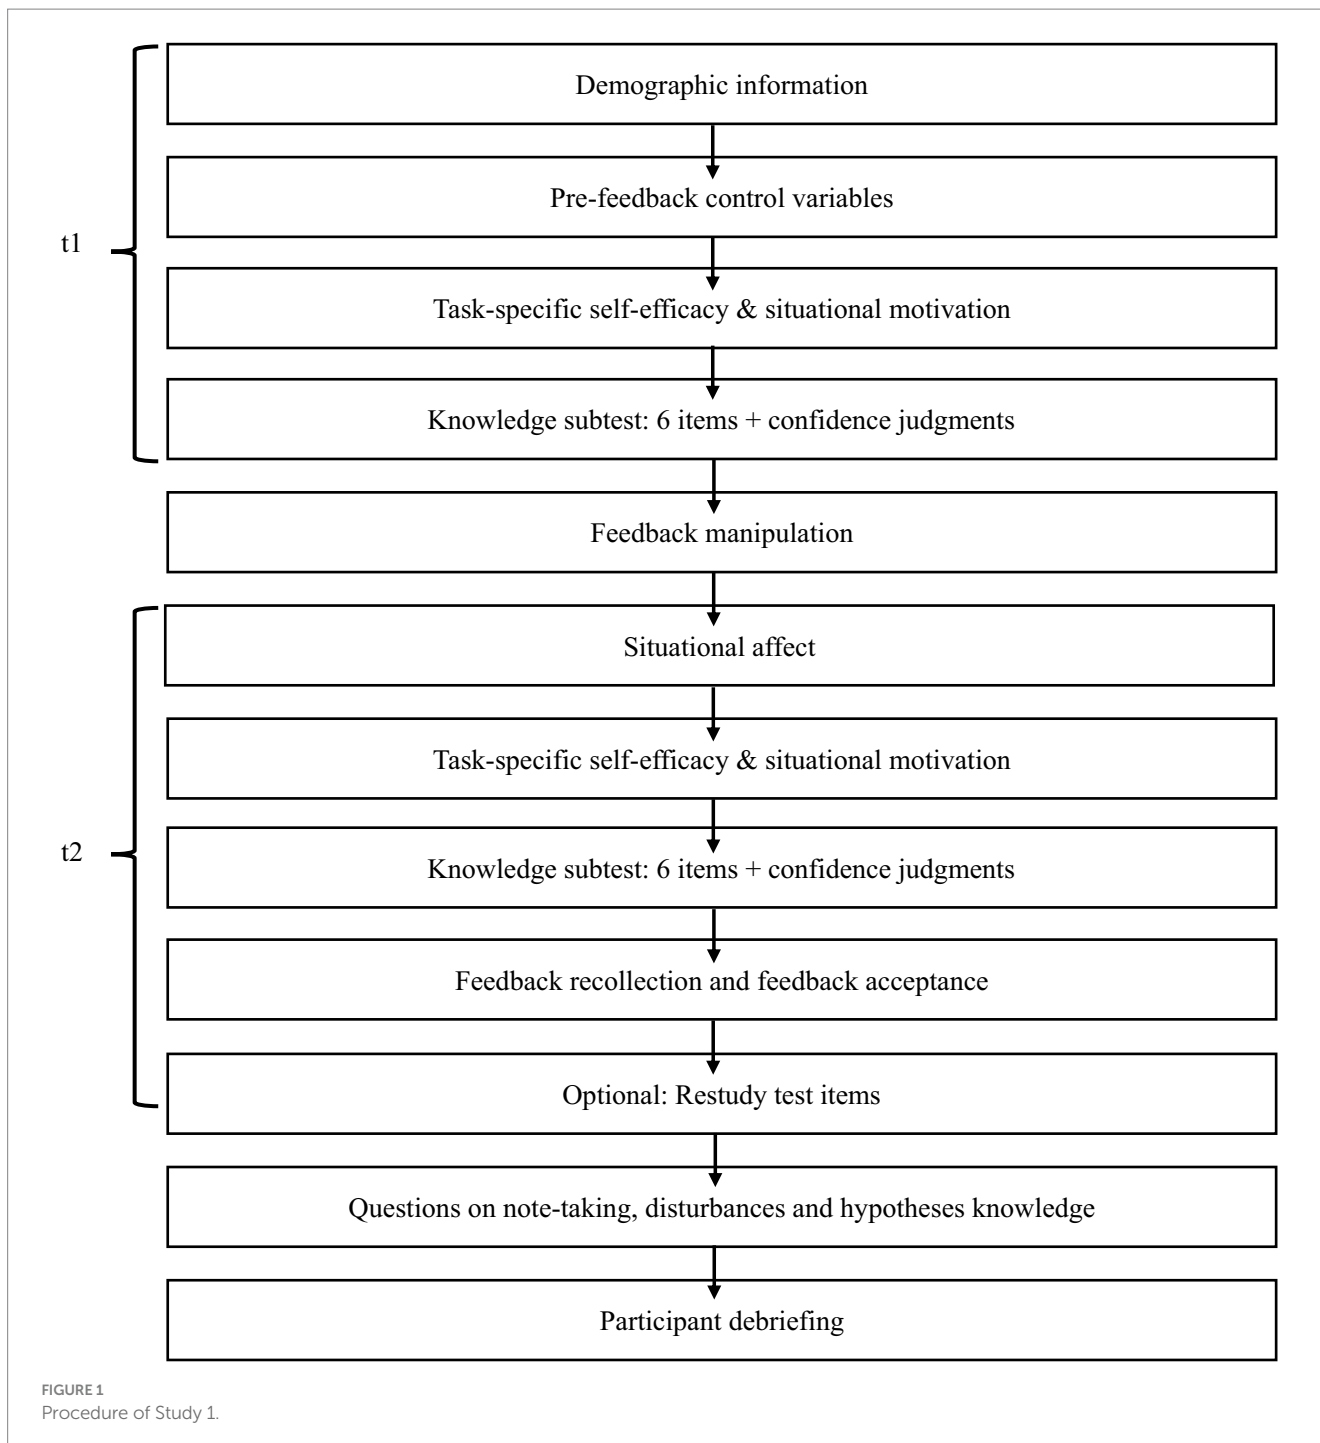 Demographic information
Pre-feedback control variables
t1
Task-specific self-efficacy & situational motivation
Knowledge subtest: 6 items + confidence judgments
Feedback manipulation
Situational affect
Task-specific self-efficacy & situational motivation
t2
Knowledge subtest: 6 items + confidence judgments
Feedback recollection and feedback acceptance
Optional: Restudy test items
Questions on note-taking, disturbances and hypotheses knowledge
Participant debriefing
FIGURE 1
Procedure of Study 1.